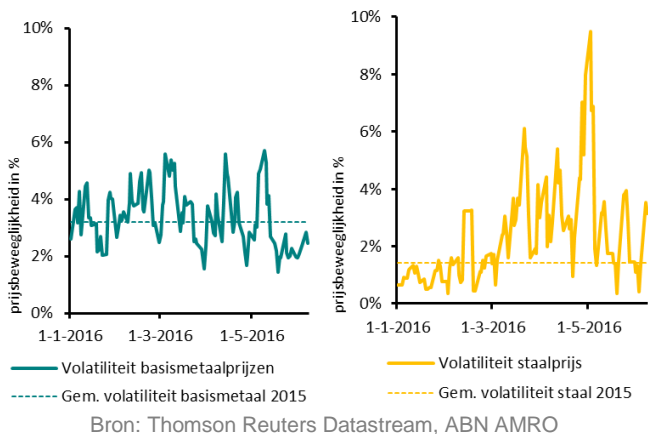 prijsbeweeglijkheid in %
10%
8%
6%
4%
2%
0%
1-1-2016 1-3-2016 1-5-2016
Volatiliteit basismetaalprijzen
Gem. volatiliteit basismetaal 2015
prijsbeweeglijkheid in %
10%
8%
6%
4%
2%
0%
1-1-2016 1-3-2016 1-5-2016
Volatiliteit staalprijs
Gem. volatiliteit staal 2015
Bron: Thomson Reuters Datastream, ABN AMRO